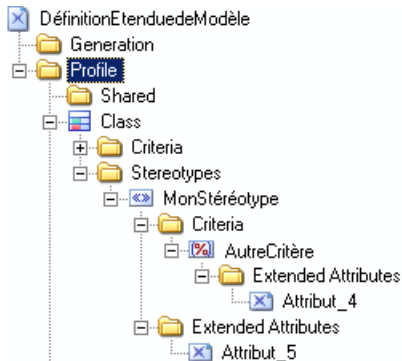 DéfinitionEtenduedeModèle
Generation
Profile
Shared
Class
Criteria
Stereotypes
MonStéréotype
Criteria
AutreCritère
Extended Attributes
Attribut_4
Extended Attributes
Attribut_5